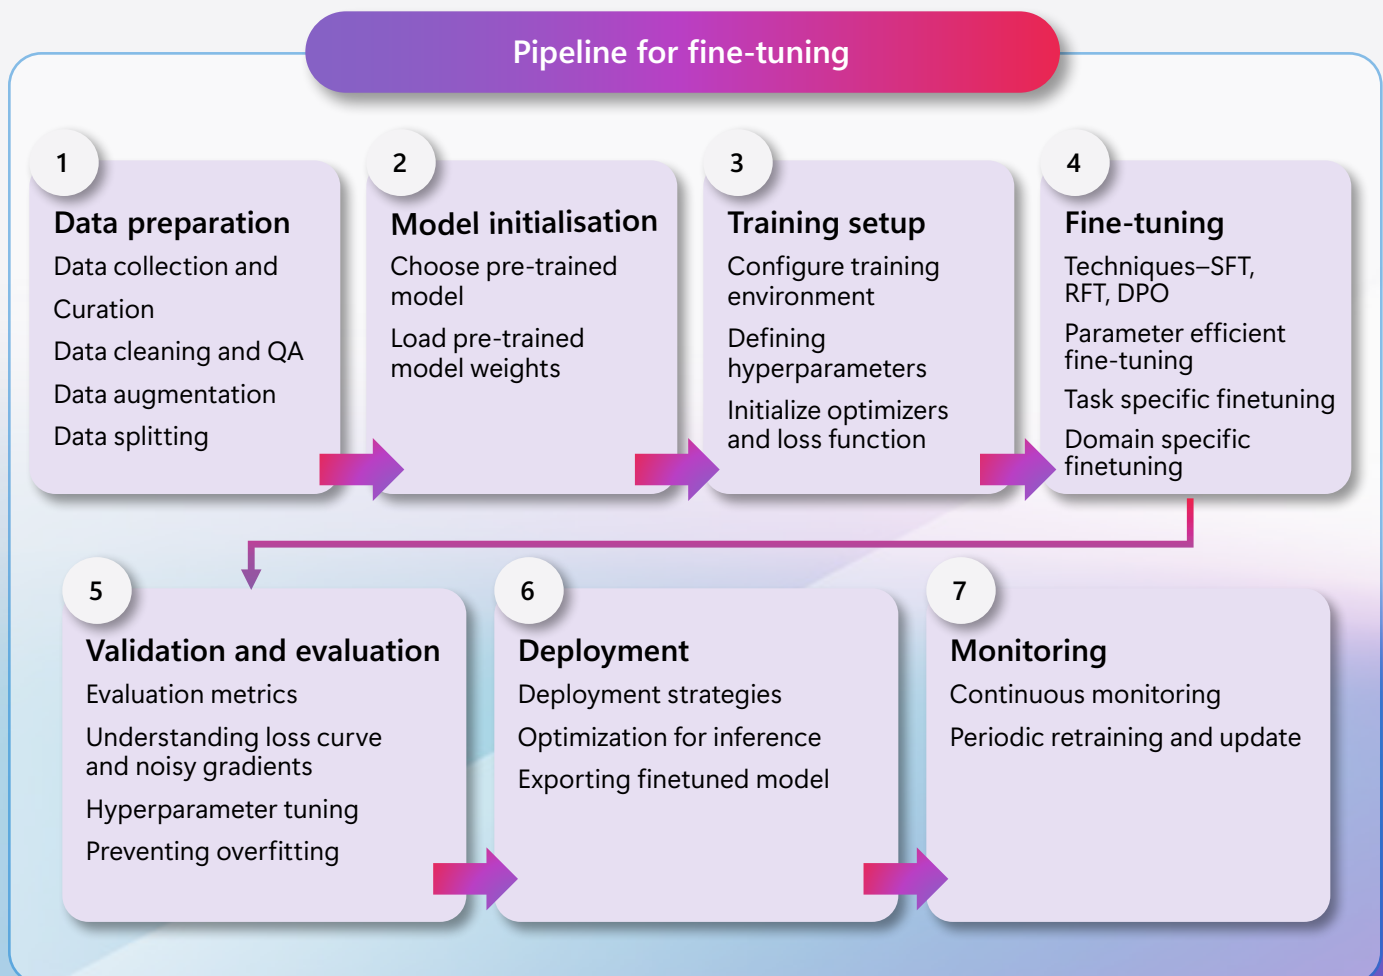 Pipeline for fine-tuning
1
Data preparation
Data collection and
Curation
Data cleaning and QA
Data augmentation
Data splitting
2
Model initialisation
Choose pre-trained
model
Load pre-trained
model weights
3
Training setup
Configure training
environment
Defining
hyperparameters
Initialize optimizers
and loss function
4
Fine-tuning
Techniques–SFT,
RFT, DPO
Parameter efficient
fine-tuning
Task specific finetuning
Domain specific
finetuning
5
Validation and evaluation
Evaluation metrics
Understanding loss curve
and noisy gradients
Hyperparameter tuning
Preventing overfitting
6
Deployment
Deployment strategies
Optimization for inference
Exporting finetuned model
7
Monitoring
Continuous monitoring
Periodic retraining and update